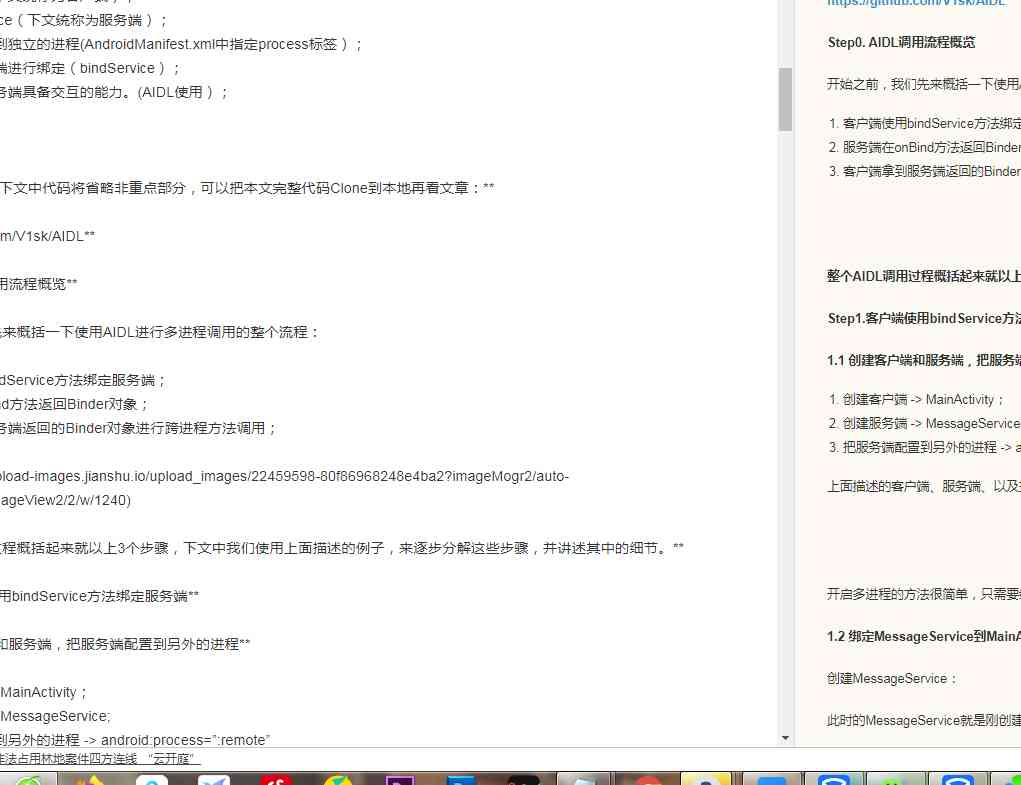 ce（下文统称为服务端）；
到独立的进程(AndroidManifest.xml中指定process标签）；
端进行绑定（bindService）；
务端具备交互的能力。(AIDL使用 ）；
下文中代码将省略非重点部分，可以把本文完整代码Clone到本地再看文章：**
m/V1sk/AIDL**
用流程概览**
先来概括一下使用AIDL进行多进程调用的整个流程：
dService方法绑定服务端；
d方法返回Binder对象；
务端返回的Binder对象进行跨进程方法调用；
pload-images.jianshu.io/upload_images/22459598-80f86968248e4ba2?imageMogr2/auto-
ageView2/2/w/1240)
过程概括起来就以上3个步骤，下文中我们使用上面描述的例子，来逐步分解这些步骤，并讲述其中的细节。**
用bindService方法绑定服务端**
和服务端，把服务端配置到另外的进程**
MainActivity；
MessageService;
到另外的进程 -> android:process=”:remote”
非法占用林地案件四方连线 “云开庭”
https://github.com/V1sk/AIDL
Step0. AIDL调用流程概览
开始之前，我们先来概括一下使用
1. 客户端使用bindService方法绑定
2. 服务端在onBind方法返回Binder
3. 客户端拿到服务端返回的Binder
整个AIDL调用过程概括起来就以上
Step1.客户端使用bindService方法
1.1 创建客户端和服务端，把服务端
1. 创建客户端 -> MainActivity；
2. 创建服务端 -> MessageService
3. 把服务端配置到另外的进程 -> a
上面描述的客户端、服务端、以及
开启多进程的方法很简单，只需要
1.2 绑定MessageService到MainA
创建MessageService：
此时的MessageService就是刚创建